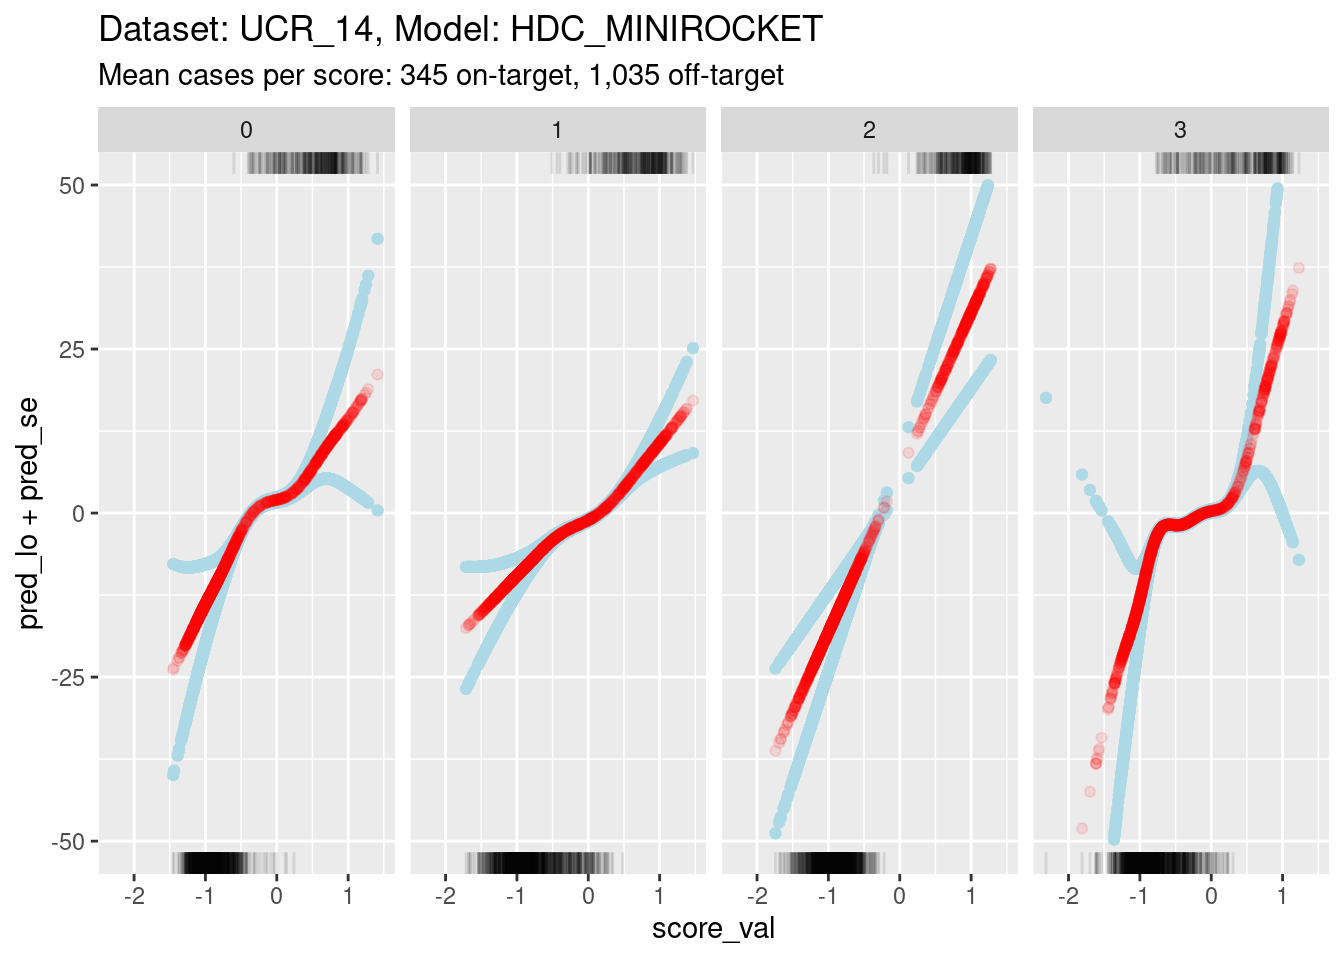 Dataset: UCR_14, Model: HDC_MINIROCKET
Mean cases per score: 345 on-target, 1,035 off-target
0 1 2 3
50
25
0
-25
-50
pred_lo + pred_se
-2 -1 0 1 -2 -1 0 1 -2 -1 0 1 -2 -1 0 1
score_val